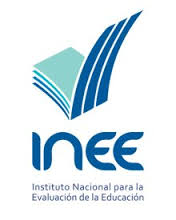 INEE
Instituto Nacional para la
Evaluación de la Educación